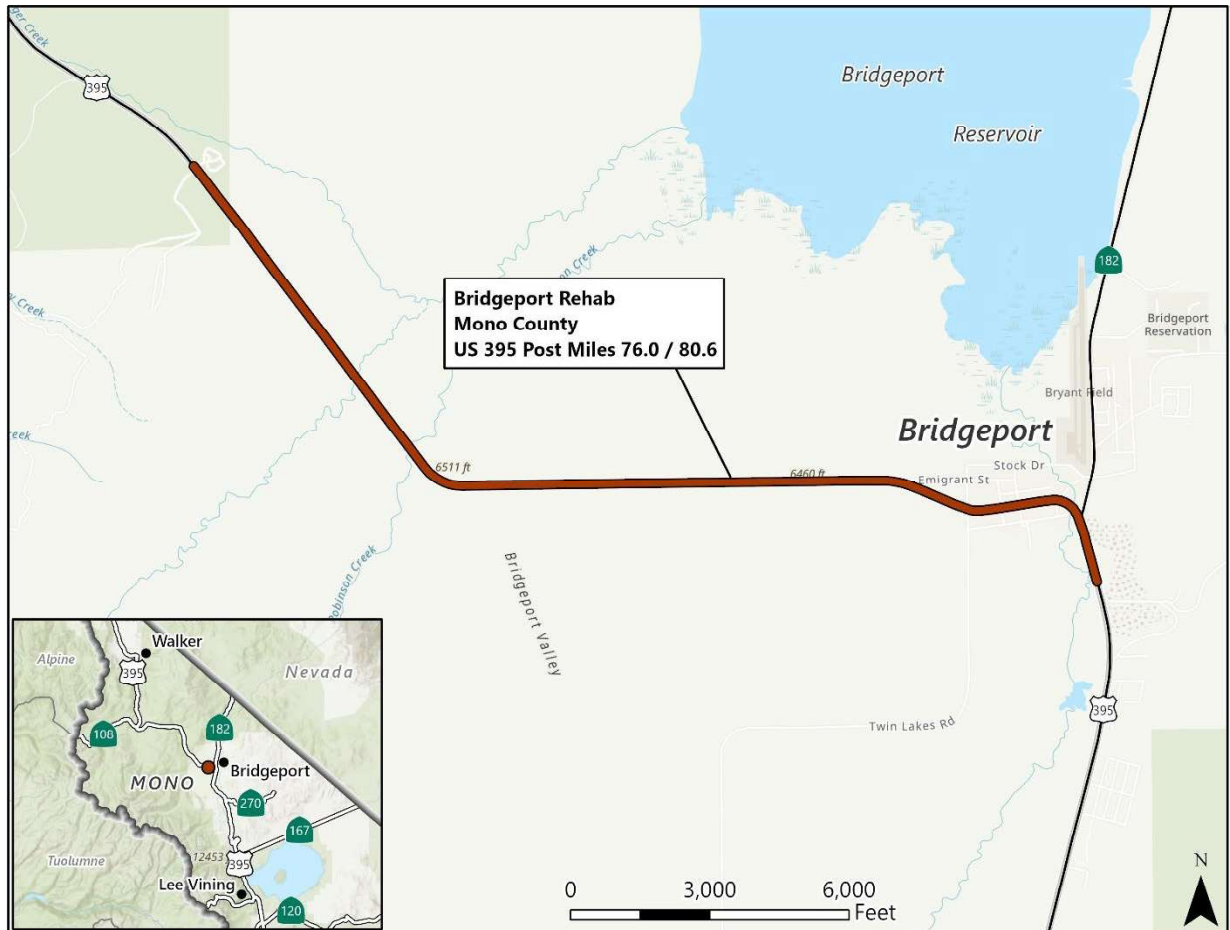 395
Bridgeport
Reservoir
182
Bridgeport Rehab
Mono County
US 395 Post Miles 76.0 / 80.6
Bridgeport
Reservation
Bryant Field
Bridgeport
Stock Dr
Emigrant St
6511 ft
6460 ft
Robinson Creek
Bridgeport Valley
Twin Lakes Rd
395
Walker
Alpine
395
Nevada
108
182
Bridgeport
MONO
270
167
12453
395
Tuolumne
Lee Vining
120
0
3,000
6,000
Feet
N